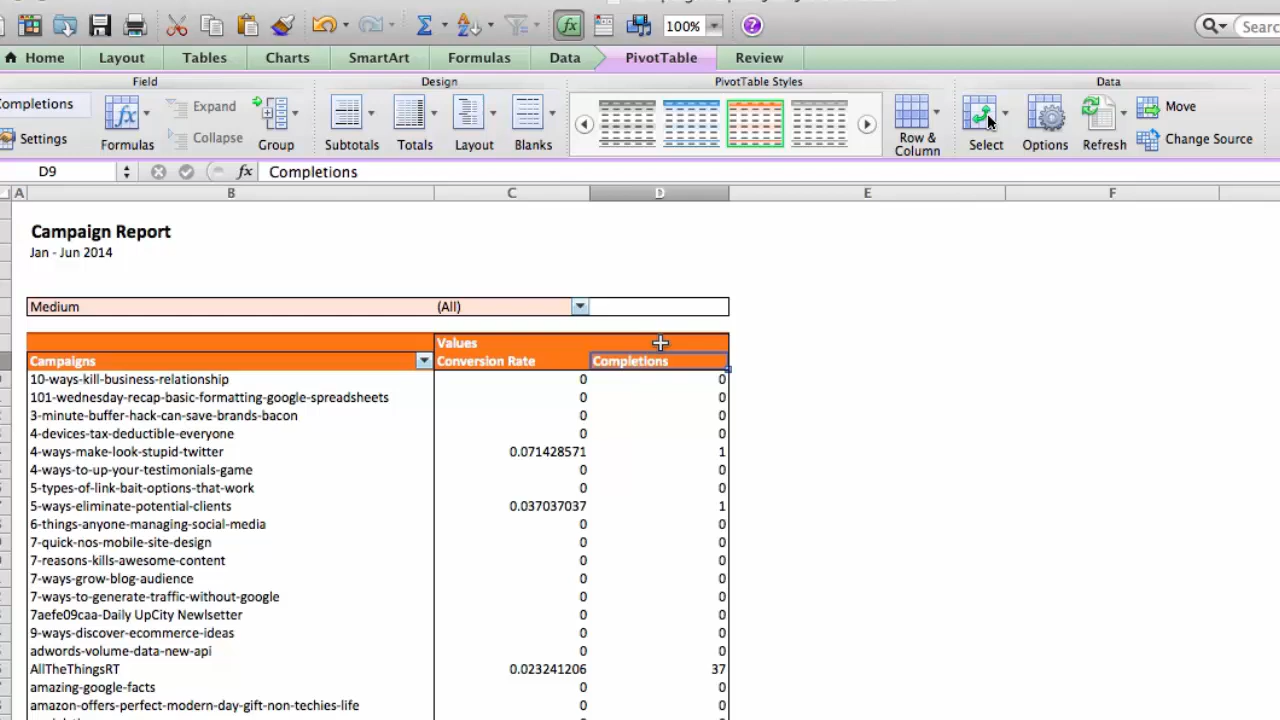 100%
Searc
Home Layout Tables Charts SmartArt Formulas Data PivotTable Review
Field Design PivotTable Styles Data
Completions
Settings
Formulas
Expand
Collapse
Group
Subtotals Totals Layout Blanks
Row & Column
Select Options Refresh
Move
Change Source
D9 fx Completions
A B C D E F
Campaign Report
Jan - Jun 2014
Medium (All)
Values
Campaigns Conversion Rate Completions
10-ways-kill-business-relationship 0 0
101-wednesday-recap-basic-formatting-google-spreadsheets 0 0
3-minute-buffer-hack-can-save-brands-bacon 0 0
4-devices-tax-deductible-everyone 0 0
4-ways-make-look-stupid-twitter 0.071428571 1
4-ways-to-up-your-testimonials-game 0 0
5-types-of-link-bait-options-that-work 0 0
5-ways-eliminate-potential-clients 0.037037037 1
6-things-anyone-managing-social-media 0 0
7-quick-nos-mobile-site-design 0 0
7-reasons-kills-awesome-content 0 0
7-ways-grow-blog-audience 0 0
7-ways-to-generate-traffic-without-google 0 0
7aefe09caa-Daily UpCity Newlsetter 0 0
9-ways-discover-ecommerce-ideas 0 0
adwords-volume-data-new-api 0 0
AllTheThingsRT 0.023241206 37
amazing-google-facts 0 0
amazon-offers-perfect-modern-day-gift-non-techies-life 0 0